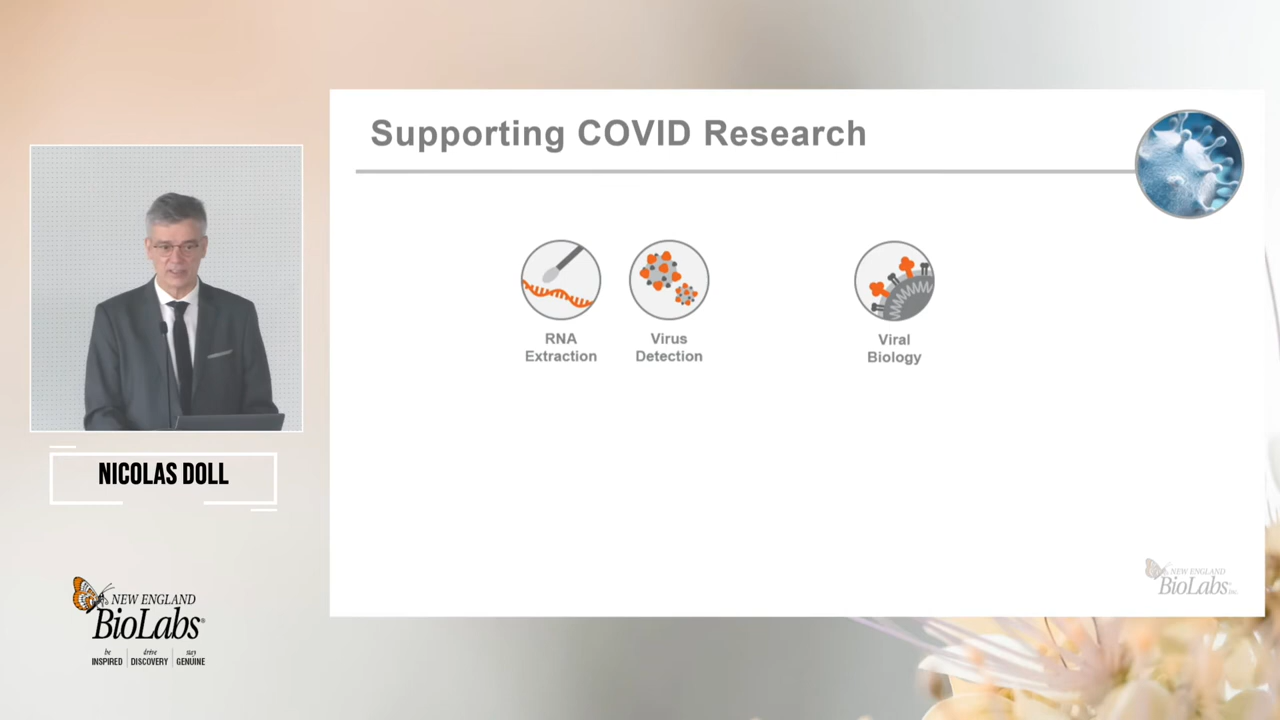 Supporting COVID Research
RNA
Extraction
Virus
Detection
Viral
Biology
NICOLAS DOLL
NEW ENGLAND
BioLabs®
be INSPIRED
drive DISCOVERY
stay GENUINE
NEW ENGLAND
BioLabs Inc.